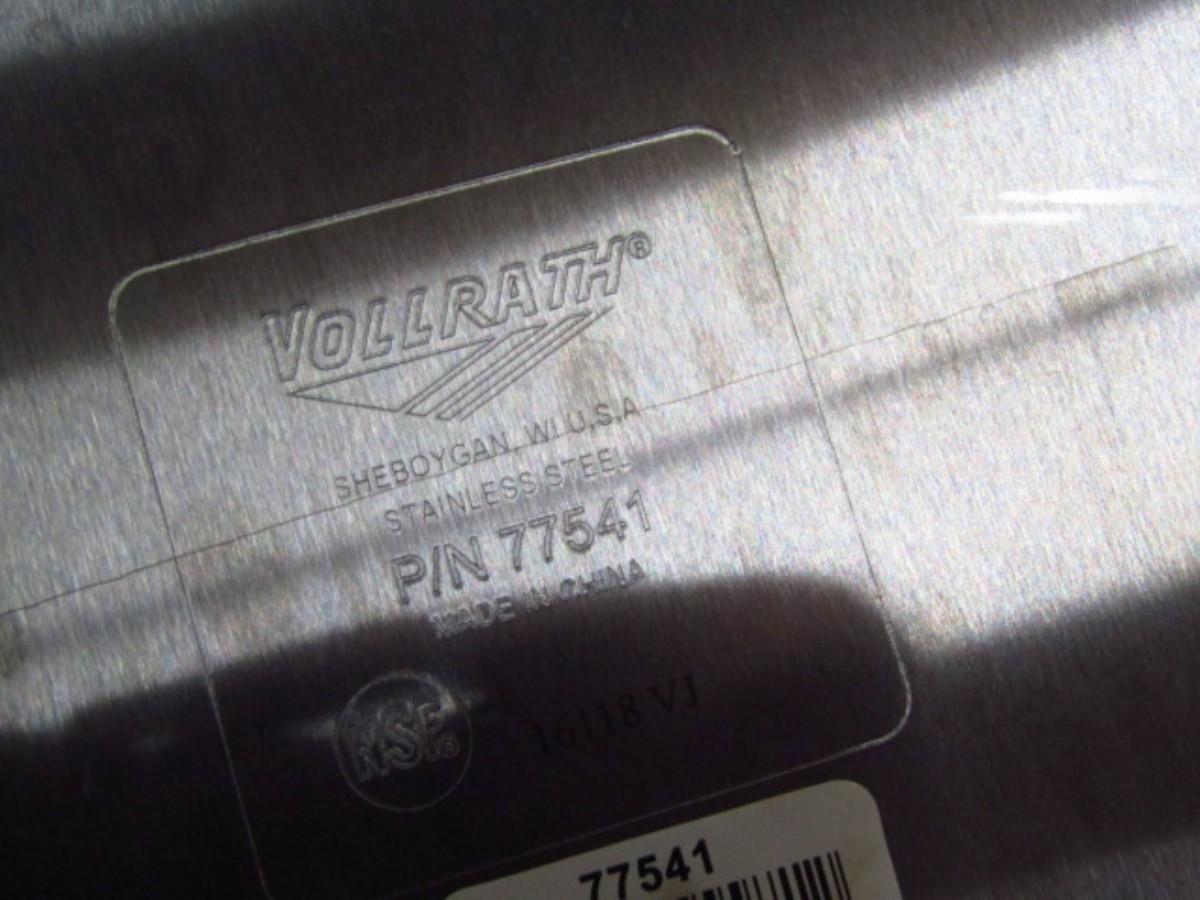 VOLLRATH®
SHEBOYGAN, WI U.S.A
STAINLESS STEEL
P/N 77541
MADE IN CHINA
NSF®
16118 VJ
77541